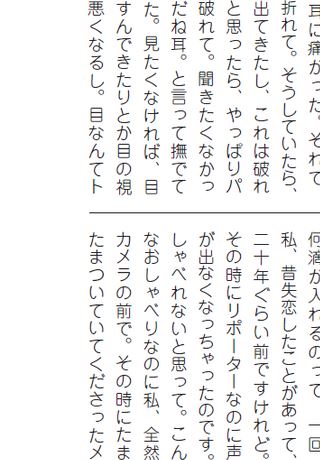 耳に痛かった。それで
折れて。そうしていたら、
出てきたし、これは破れ
と思ったら、やっぱりパ
破れて。聞きたくなかっ
だね耳。と言って撫でて
た。見たくなければ、目
すんできたりとか目の視
悪くなるし。目なんてト
何滴が入れるのって　一回
私、昔失恋したことがあって、
二十年ぐらい前ですけれど。
その時にリポーターなのに声
が出なくなっちゃったのです。
しゃべれないと思って。こん
なおしゃべりなのに私、全然
カメラの前で。その時にたま
たまついていてくださったメ